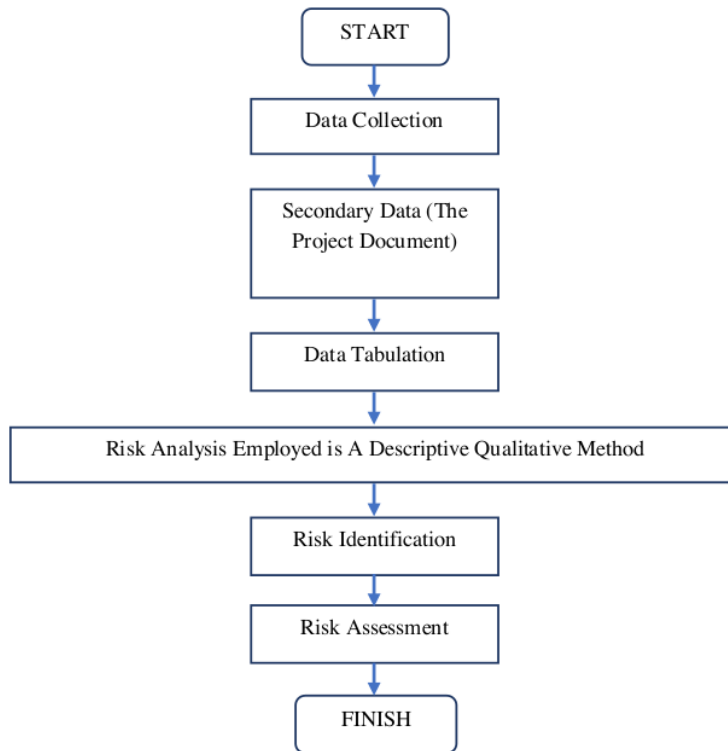 START
Data Collection
Secondary Data (The
Project Document)
Data Tabulation
Risk Analysis Employed is A Descriptive Qualitative Method
Risk Identification
Risk Assessment
FINISH